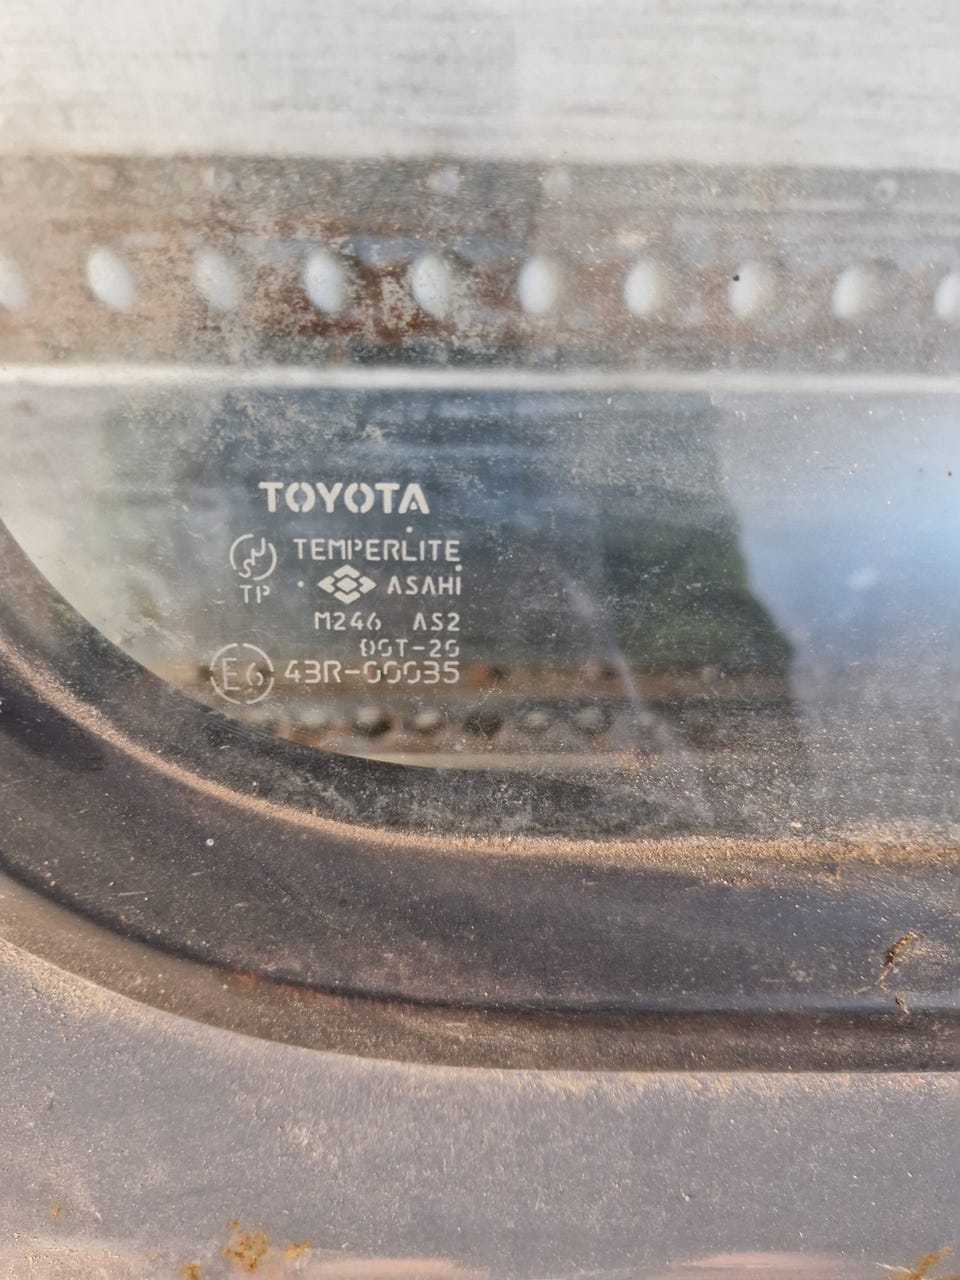 TOYOTA
TEMPERLITE
TP ASAHI
M246 AS2
DOT-20
E6 43R-00035